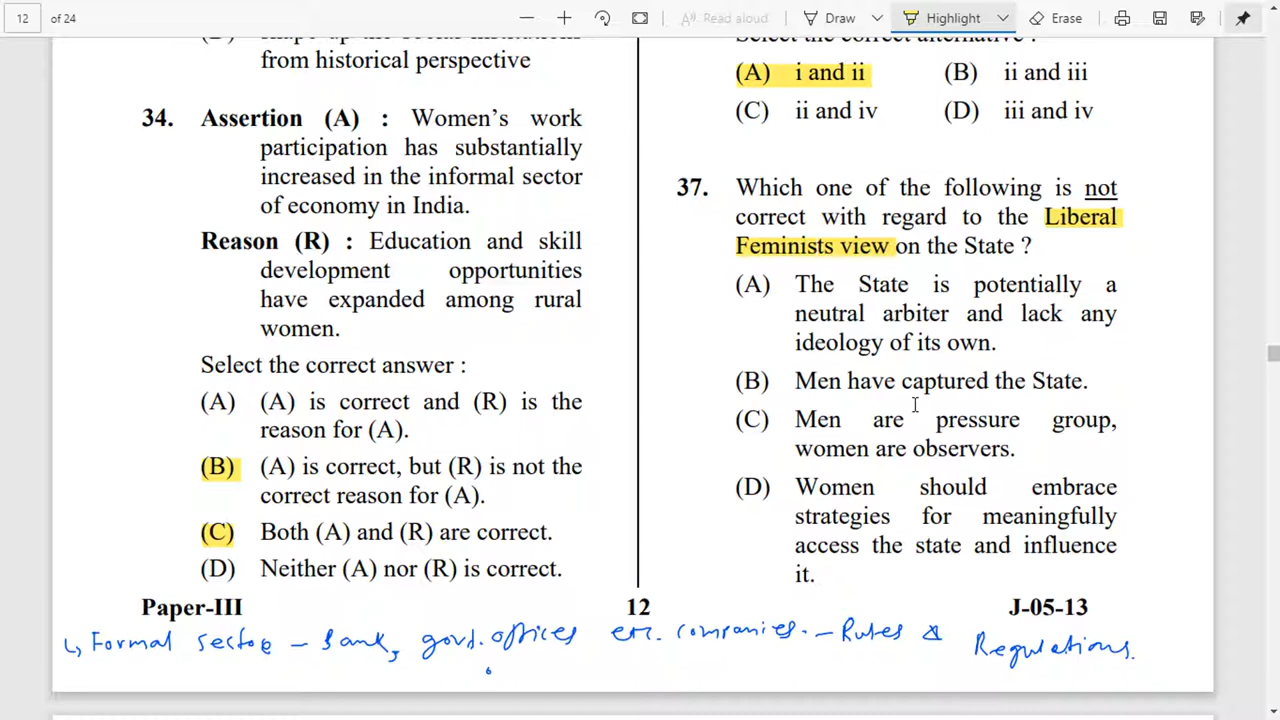 12 of 24
Read aloud
Draw
Highlight
Erase
from historical perspective
34. Assertion (A) : Women's work
participation has substantially
increased in the informal sector
of economy in India.
Reason (R) : Education and skill
development opportunities
have expanded among rural
women.
Select the correct answer :
(A) (A) is correct and (R) is the
reason for (A).
(B) (A) is correct, but (R) is not the
correct reason for (A).
(C) Both (A) and (R) are correct.
(D) Neither (A) nor (R) is correct.
Select the correct alternative :
(A) i and ii (B) ii and iii
(C) ii and iv (D) iii and iv
37. Which one of the following is not
correct with regard to the Liberal
Feminists view on the State ?
(A) The State is potentially a
neutral arbiter and lack any
ideology of its own.
(B) Men have captured the State.
(C) Men are pressure group,
women are observers.
(D) Women should embrace
strategies for meaningfully
access the state and influence
it.
Paper-III 12 J-05-13
↳ Formal sector – Bank, govt. offices etc. companies. – Rules & Regulations.